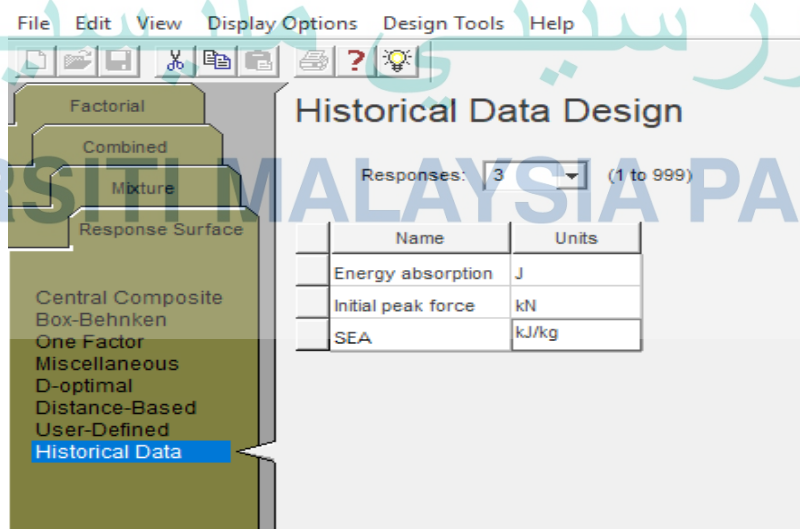 File Edit View Display Options Design Tools Help
Factorial
Combined
Mixture
Response Surface
Central Composite
Box-Behnken
One Factor
Miscellaneous
D-optimal
Distance-Based
User-Defined
Historical Data
Historical Data Design
Responses: 3 (1 to 999)
Name Units
Energy absorption J
Initial peak force kN
SEA kJ/kg
MALAYSIA